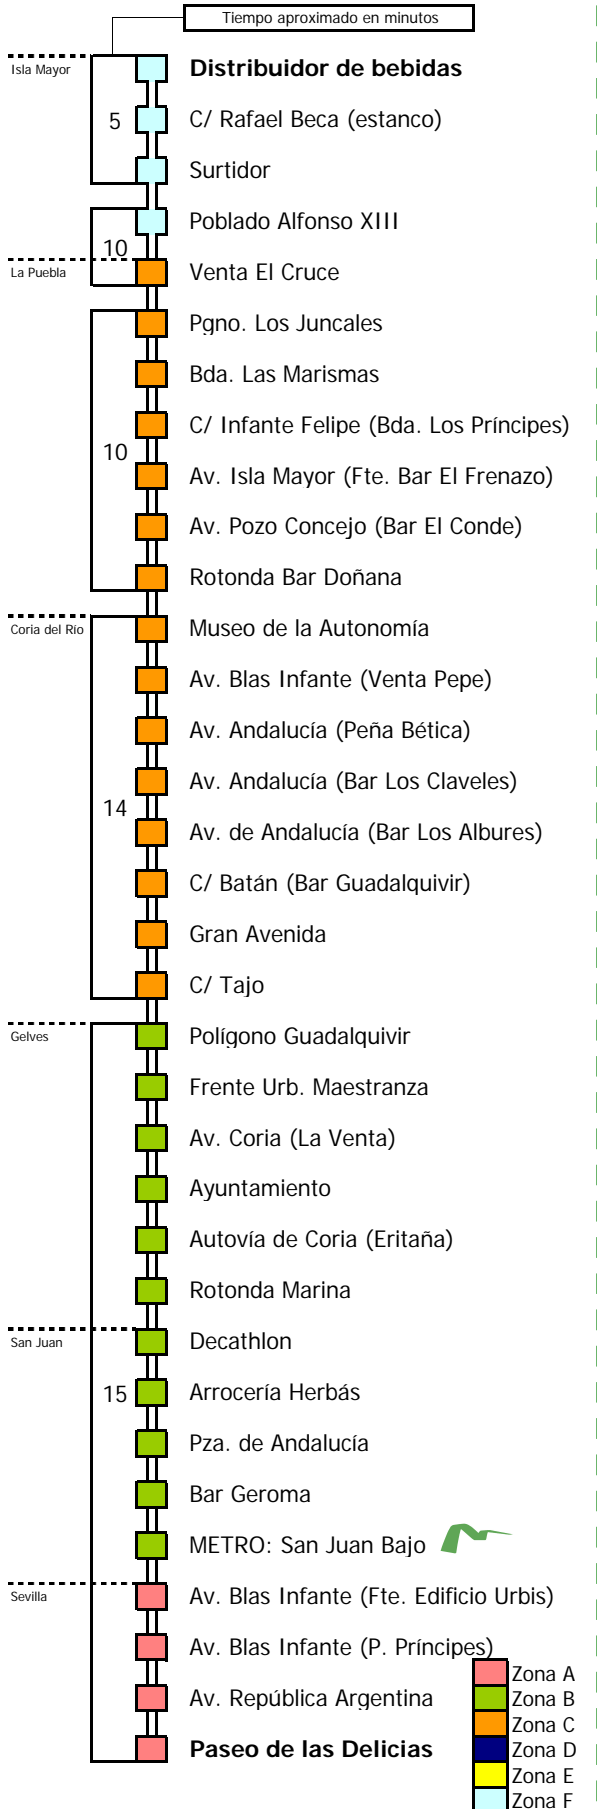 Tiempo aproximado en minutos
Isla Mayor
Distribuidor de bebidas
5
C/ Rafael Beca (estanco)
Surtidor
Poblado Alfonso XIII
10
La Puebla
Venta El Cruce
Pgno. Los Juncales
Bda. Las Marismas
C/ Infante Felipe (Bda. Los Príncipes)
10
Av. Isla Mayor (Fte. Bar El Frenazo)
Av. Pozo Concejo (Bar El Conde)
Rotonda Bar Doñana
Coria del Río
Museo de la Autonomía
Av. Blas Infante (Venta Pepe)
Av. Andalucía (Peña Bética)
Av. Andalucía (Bar Los Claveles)
14
Av. de Andalucía (Bar Los Albures)
C/ Batán (Bar Guadalquivir)
Gran Avenida
C/ Tajo
Gelves
Polígono Guadalquivir
Frente Urb. Maestranza
Av. Coria (La Venta)
Ayuntamiento
Autovía de Coria (Eritaña)
Rotonda Marina
San Juan
Decathlon
15
Arrocería Herbás
Pza. de Andalucía
Bar Geroma
METRO: San Juan Bajo
Sevilla
Av. Blas Infante (Fte. Edificio Urbis)
Av. Blas Infante (P. Príncipes)
Av. República Argentina
Paseo de las Delicias
Zona A
Zona B
Zona C
Zona D
Zona E
Zona F